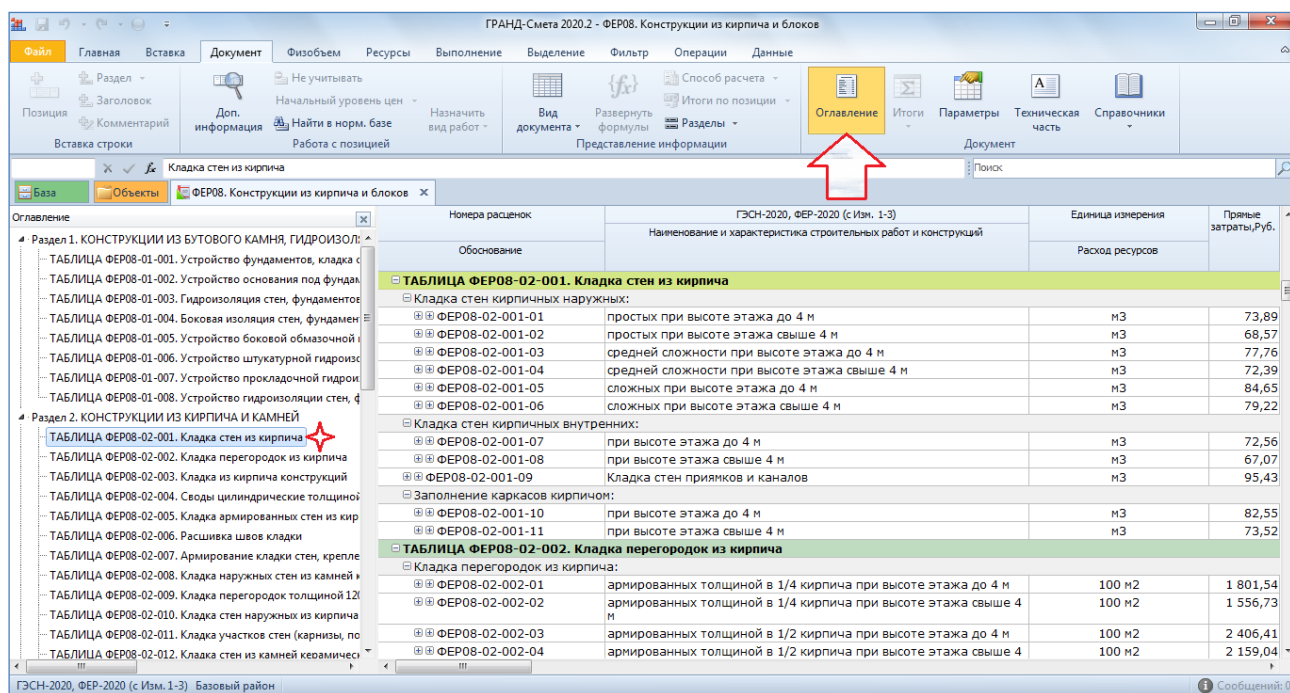 ГРАНД-Смета 2020.2 - ФЕР08. Конструкции из кирпича и блоков
Файл Главная Вставка Документ Физобъем Ресурсы Выполнение Выделение Фильтр Операции Данные
Позиция
Раздел
Заголовок
Комментарий
Вставка строки
Доп. информация
Не учитывать
Начальный уровень цен
Найти в норм. базе
Назначить вид работ
Работа с позицией
Вид документа
Развернуть формулы
Способ расчета
Итоги по позиции
Разделы
Представление информации
Оглавление
Итоги
Параметры
Техническая часть
Справочники
Документ
fx Кладка стен из кирпича
Поиск
База Объекты ФЕР08. Конструкции из кирпича и блоков
Оглавление
Раздел 1. КОНСТРУКЦИИ ИЗ БУТОВОГО КАМНЯ, ГИДРОИЗОЛ
ТАБЛИЦА ФЕР08-01-001. Устройство фундаментов, кладка
ТАБЛИЦА ФЕР08-01-002. Устройство основания под фундам
ТАБЛИЦА ФЕР08-01-003. Гидроизоляция стен, фундаментов
ТАБЛИЦА ФЕР08-01-004. Боковая изоляция стен, фундамен
ТАБЛИЦА ФЕР08-01-005. Устройство боковой обмазочной
ТАБЛИЦА ФЕР08-01-006. Устройство штукатурной гидроизо
ТАБЛИЦА ФЕР08-01-007. Устройство прокладочной гидрои
ТАБЛИЦА ФЕР08-01-008. Устройство гидроизоляции стен, ф
Раздел 2. КОНСТРУКЦИИ ИЗ КИРПИЧА И КАМНЕЙ
ТАБЛИЦА ФЕР08-02-001. Кладка стен из кирпича
ТАБЛИЦА ФЕР08-02-002. Кладка перегородок из кирпича
ТАБЛИЦА ФЕР08-02-003. Кладка из кирпича конструкций
ТАБЛИЦА ФЕР08-02-004. Своды цилиндрические толщиной
ТАБЛИЦА ФЕР08-02-005. Кладка армированных стен из кир
ТАБЛИЦА ФЕР08-02-006. Расшивка швов кладки
ТАБЛИЦА ФЕР08-02-007. Армирование кладки стен, крепле
ТАБЛИЦА ФЕР08-02-008. Кладка наружных стен из камней
ТАБЛИЦА ФЕР08-02-009. Кладка перегородок толщиной 120
ТАБЛИЦА ФЕР08-02-010. Кладка стен наружных из кирпича
ТАБЛИЦА ФЕР08-02-011. Кладка участков стен (карнизы, по
ТАБЛИЦА ФЕР08-02-012. Кладка стен из камней керамичес
Номера расценок ГЭСН-2020, ФЕР-2020 (с Изм. 1-3) Единица измерения Прямые затраты,Руб.
Наименование и характеристика строительных работ и конструкций
Обоснование Расход ресурсов
ТАБЛИЦА ФЕР08-02-001. Кладка стен из кирпича
Кладка стен кирпичных наружных:
ФЕР08-02-001-01 простых при высоте этажа до 4 м м3 73,89
ФЕР08-02-001-02 простых при высоте этажа свыше 4 м м3 68,57
ФЕР08-02-001-03 средней сложности при высоте этажа до 4 м м3 77,76
ФЕР08-02-001-04 средней сложности при высоте этажа свыше 4 м м3 72,39
ФЕР08-02-001-05 сложных при высоте этажа до 4 м м3 84,65
ФЕР08-02-001-06 сложных при высоте этажа свыше 4 м м3 79,22
Кладка стен кирпичных внутренних:
ФЕР08-02-001-07 при высоте этажа до 4 м м3 72,56
ФЕР08-02-001-08 при высоте этажа свыше 4 м м3 67,07
ФЕР08-02-001-09 Кладка стен приямков и каналов м3 95,43
Заполнение каркасов кирпичом:
ФЕР08-02-001-10 при высоте этажа до 4 м м3 82,55
ФЕР08-02-001-11 при высоте этажа свыше 4 м м3 73,52
ТАБЛИЦА ФЕР08-02-002. Кладка перегородок из кирпича
Кладка перегородок из кирпича:
ФЕР08-02-002-01 армированных толщиной в 1/4 кирпича при высоте этажа до 4 м 100 м2 1 801,54
ФЕР08-02-002-02 армированных толщиной в 1/4 кирпича при высоте этажа свыше 4 м 100 м2 1 556,73
ФЕР08-02-002-03 армированных толщиной в 1/2 кирпича при высоте этажа до 4 м 100 м2 2 406,41
ФЕР08-02-002-04 армированных толщиной в 1/2 кирпича при высоте этажа свыше 4 100 м2 2 159,04
ГЭСН-2020, ФЕР-2020 (с Изм. 1-3) Базовый район
Сообщений: 0